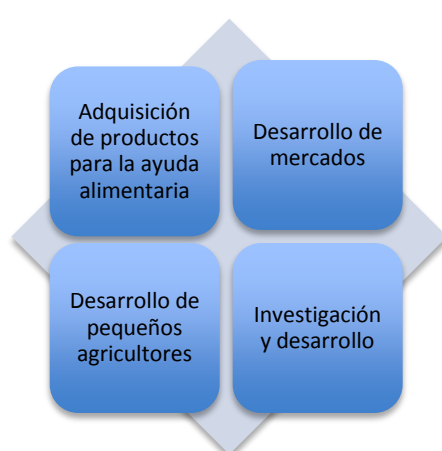 Adquisición
de productos
para la ayuda
alimentaria
Desarrollo de
mercados
Desarrollo de
pequeños
agricultores
Investigación
y desarrollo